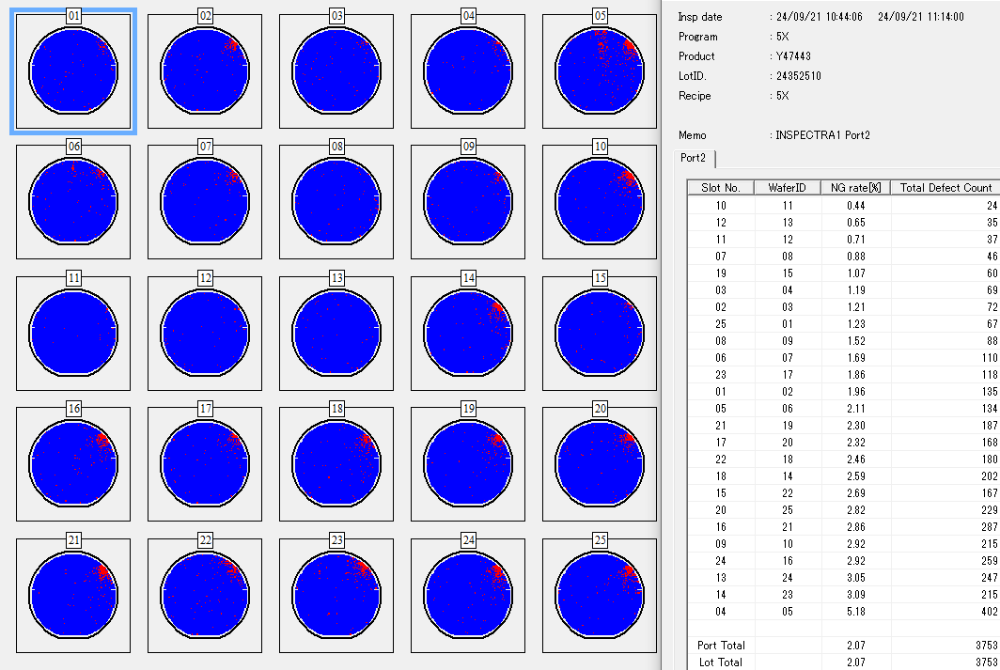 01 02 03 04 05
06 07 08 09 10
11 12 13 14 15
16 17 18 19 20
21 22 23 24 25
Insp date : 24/09/21 10:44:06 24/09/21 11:14:00
Program : 5X
Product : Y47443
LotID. : 24352510
Recipe : 5X
Memo : INSPECTRA1 Port2
Port2
Slot No. WaferID NG rate[%] Total Defect Count
10 11 0.44 24
12 13 0.65 35
11 12 0.71 37
07 08 0.88 46
19 15 1.07 60
03 04 1.19 69
02 03 1.21 72
25 01 1.23 67
08 09 1.52 88
06 07 1.69 110
23 17 1.86 118
01 02 1.96 135
05 06 2.11 134
21 19 2.30 187
17 20 2.32 168
22 18 2.46 180
18 14 2.59 202
15 22 2.69 167
20 25 2.82 229
16 21 2.86 287
09 10 2.92 215
24 16 2.92 259
13 24 3.05 247
14 23 3.09 215
04 05 5.18 402
Port Total 2.07 3753
Lot Total 2.07 3753